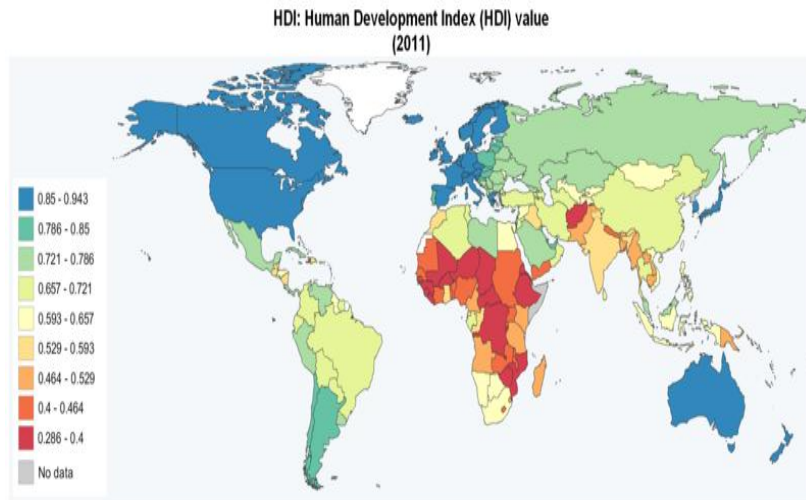 HDI: Human Development Index (HDI) value
(2011)
0.85 - 0.943
0.786 - 0.85
0.721 - 0.786
0.657 - 0.721
0.593 - 0.657
0.529 - 0.593
0.464 - 0.529
0.4 - 0.464
0.286 - 0.4
No data